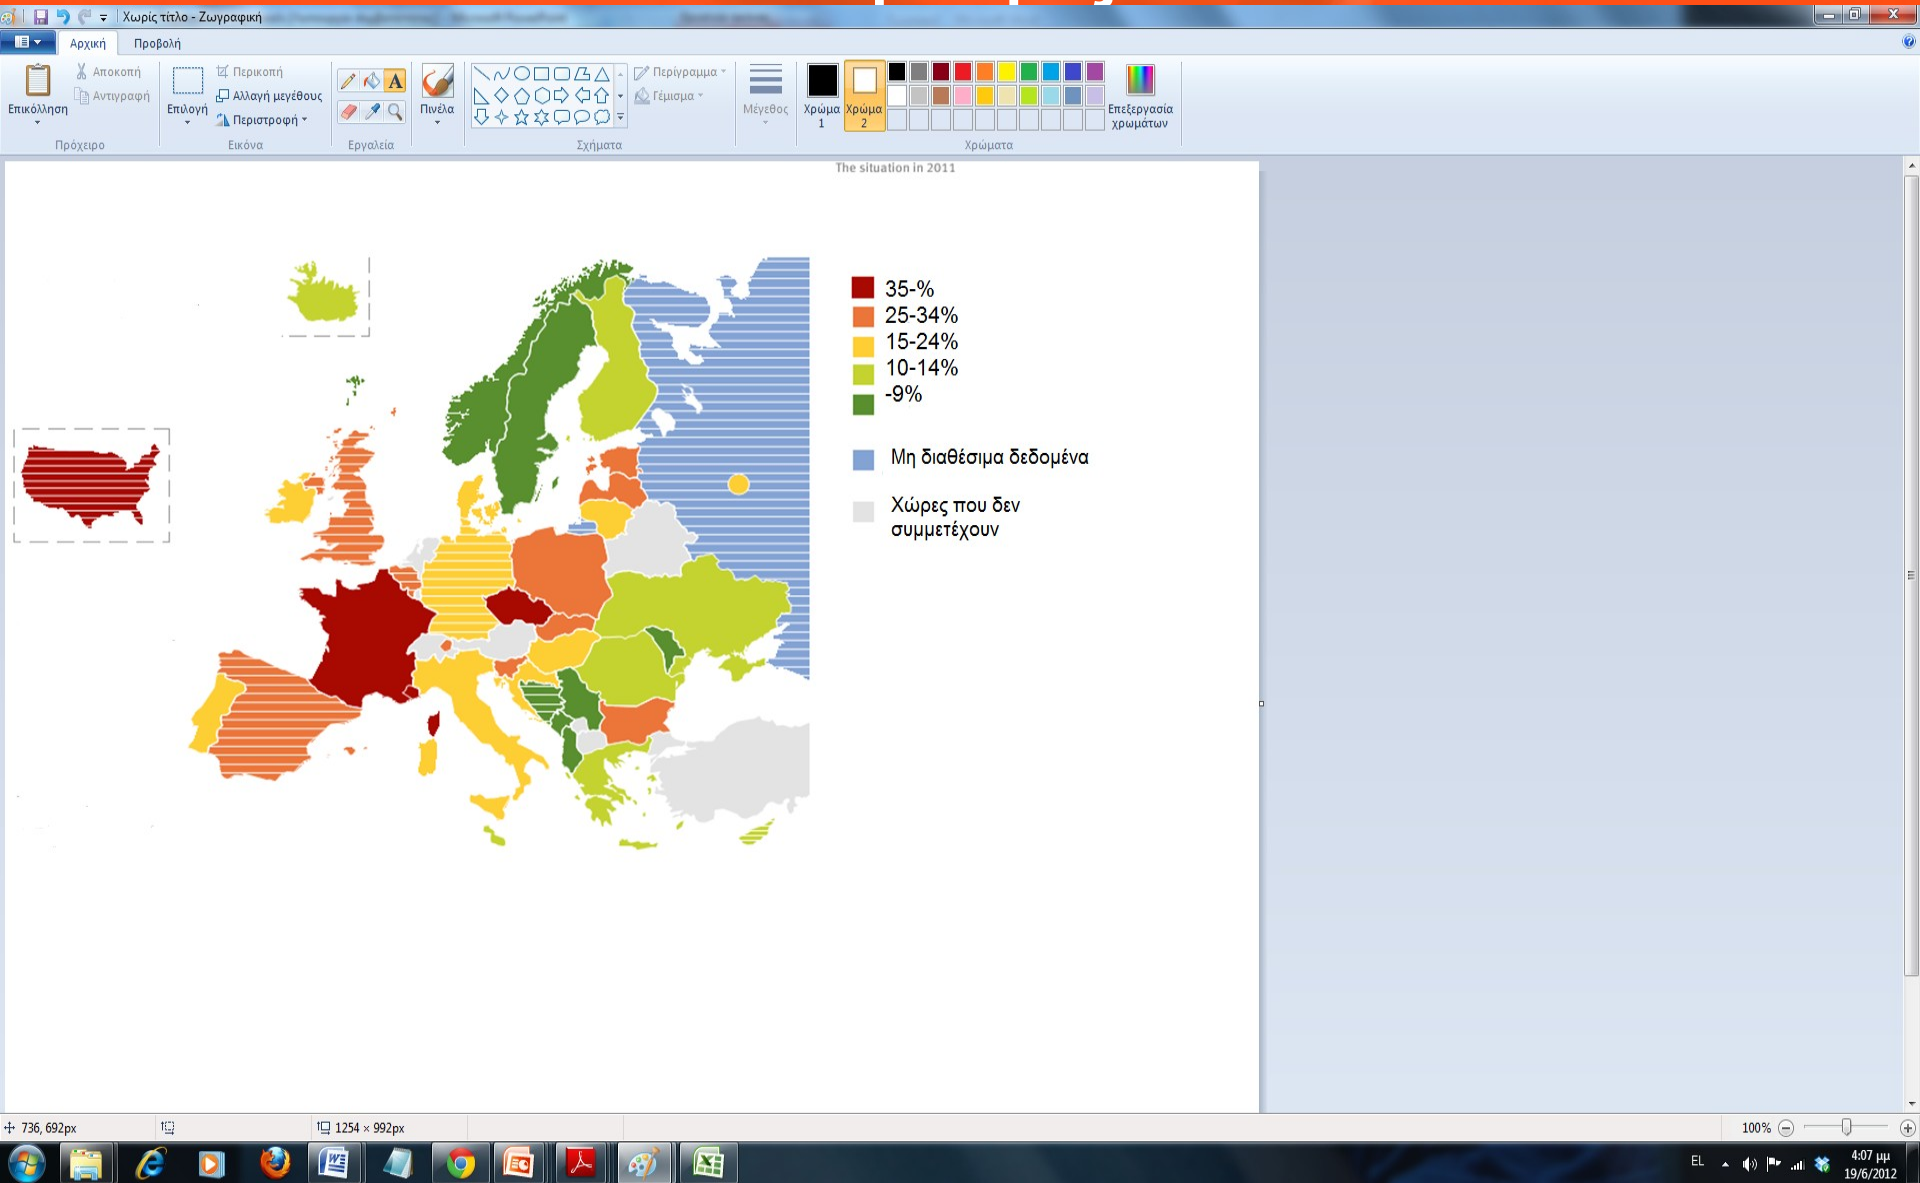 Χωρίς τίτλο - Ζωγραφική
Αρχική Προβολή
Επικόλληση
Αποκοπή
Αντιγραφή
Πρόχειρο
Επιλογή
Περικοπή
Αλλαγή μεγέθους
Περιστροφή
Εικόνα
A
Εργαλεία
Πινέλα
Περίγραμμα
Γέμισμα
Σχήματα
Μέγεθος
Χρώμα
1
Χρώμα
2
Επεξεργασία
χρωμάτων
Χρώματα
The situation in 2011
35-%
25-34%
15-24%
10-14%
-9%
Μη διαθέσιμα δεδομένα
Χώρες που δεν
συμμετέχουν
736, 692px
1254 × 992px
100%
EL
4:07 μμ
19/6/2012